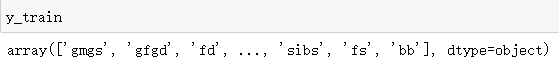 y_train
array(['gmgs', 'gfgd', 'fd', ..., 'sibs', 'fs', 'bb'], dtype=object)